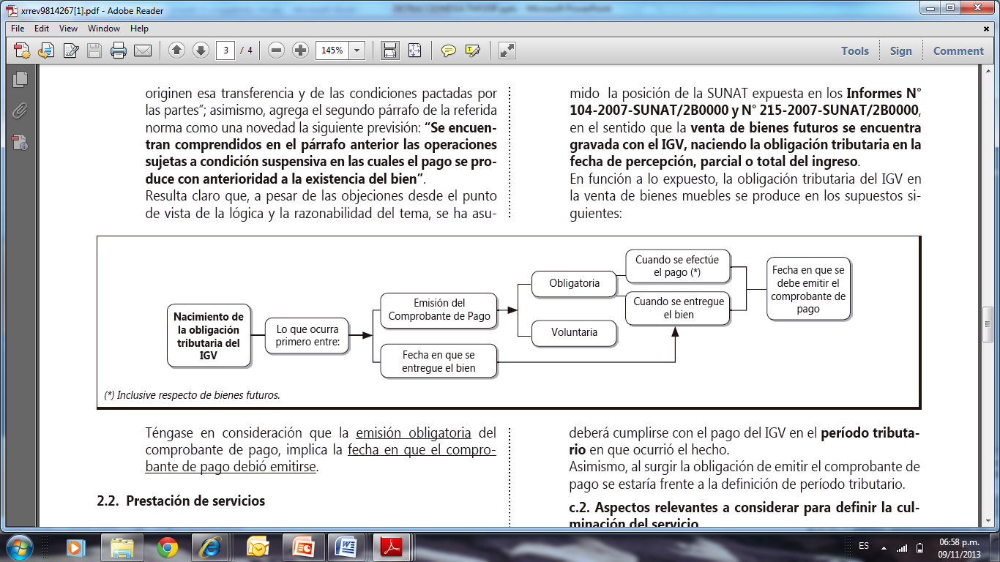 xrrev9814267[1].pdf - Adobe Reader
File Edit View Window Help
3 / 4 145% Tools Sign Comment
originen esa transferencia y de las condiciones pactadas por
las partes”; asimismo, agrega el segundo párrafo de la referida
norma como una novedad la siguiente previsión: “Se encuen-
tran comprendidos en el párrafo anterior las operaciones
sujetas a condición suspensiva en las cuales el pago se pro-
duce con anterioridad a la existencia del bien”.
Resulta claro que, a pesar de las objeciones desde el punto
de vista de la lógica y la razonabilidad del tema, se ha asu-
mido la posición de la SUNAT expuesta en los Informes N°
104-2007-SUNAT/2B0000 y N° 215-2007-SUNAT/2B0000,
en el sentido que la venta de bienes futuros se encuentra
gravada con el IGV, naciendo la obligación tributaria en la
fecha de percepción, parcial o total del ingreso.
En función a lo expuesto, la obligación tributaria del IGV en
la venta de bienes muebles se produce en los supuestos si-
guientes:
Nacimiento de
la obligación
tributaria del
IGV
Lo que ocurra
primero entre:
Emisión del
Comprobante de Pago
Fecha en que se
entregue el bien
Obligatoria
Voluntaria
Cuando se efectúe
el pago (*)
Cuando se entregue
el bien
Fecha en que se
debe emitir el
comprobante de
pago
(*) Inclusive respecto de bienes futuros.
Téngase en consideración que la emisión obligatoria del
comprobante de pago, implica la fecha en que el compro-
bante de pago debió emitirse.
2.2. Prestación de servicios
deberá cumplirse con el pago del IGV en el período tributa-
rio en que ocurrió el hecho.
Asimismo, al surgir la obligación de emitir el comprobante de
pago se estaría frente a la definición de período tributario.
c.2. Aspectos relevantes a considerar para definir la cul-
minación del servicio
ES
06:58 p.m.
09/11/2013